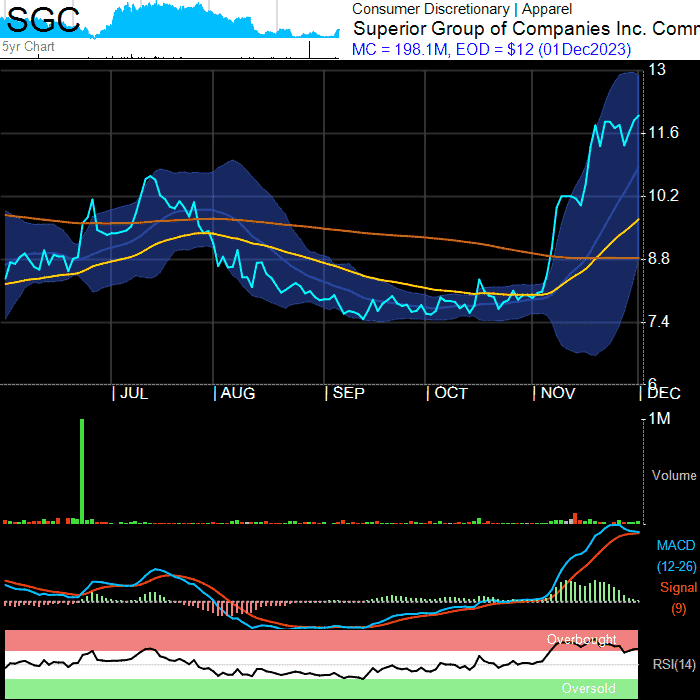 SGC
5yr Chart
Consumer Discretionary | Apparel
Superior Group of Companies Inc. Comm
MC = 198.1M, EOD = $12 (01Dec2023)
13
11.6
10.2
8.8
7.4
6
| JUL | AUG | SEP | OCT | NOV | DEC
1M
Volume
MACD
(12-26)
Signal
(9)
Overbought
RSI(14)
Oversold